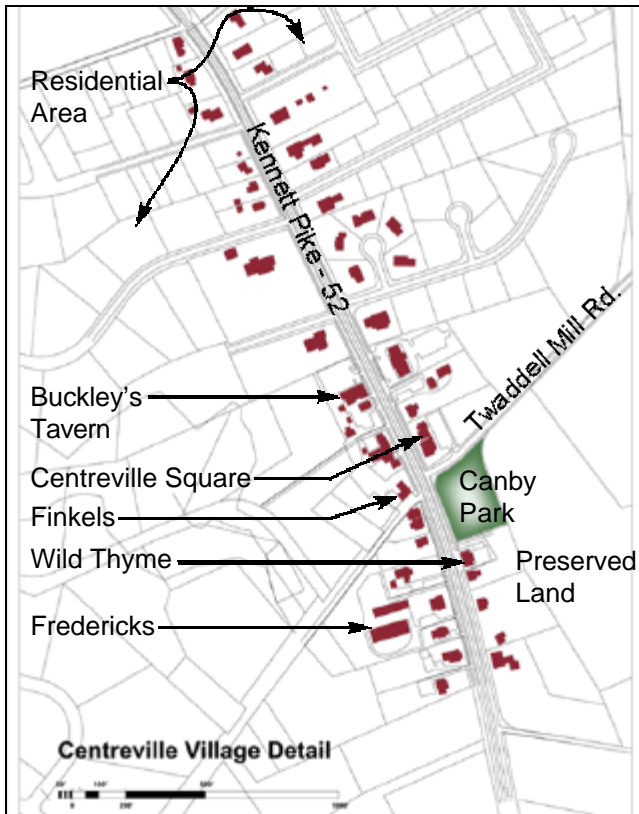 Residential
Area
Kennett Pike - 52
Twaddell Mill Rd.
Buckley's
Tavern
Centreville Square
Canby
Park
Finkels
Wild Thyme
Preserved
Land
Fredericks
Centreville Village Detail
0